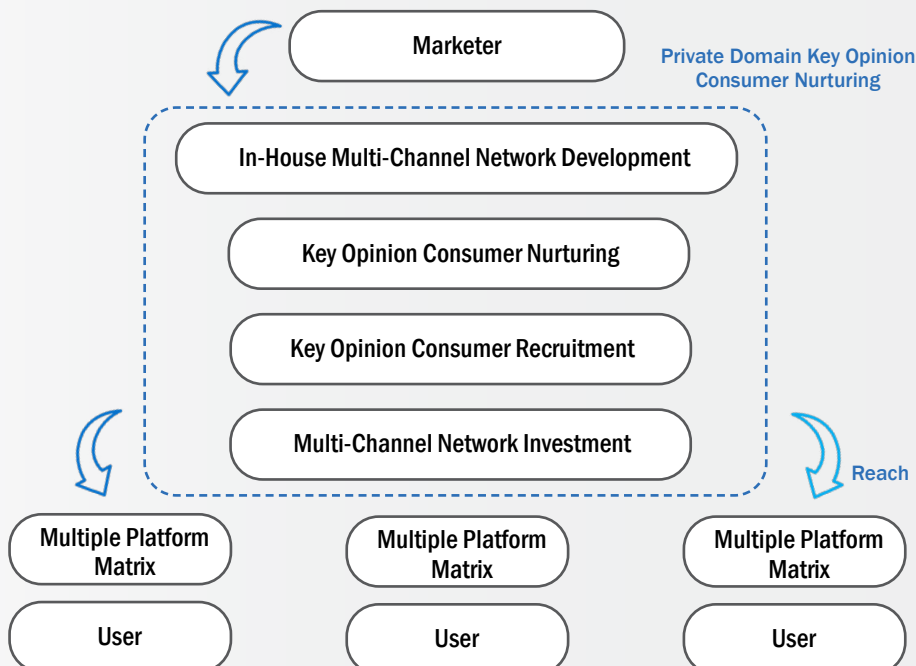 Marketer
Private Domain Key Opinion
Consumer Nurturing
In-House Multi-Channel Network Development
Key Opinion Consumer Nurturing
Key Opinion Consumer Recruitment
Multi-Channel Network Investment
Reach
Multiple Platform
Matrix
Multiple Platform
Matrix
Multiple Platform
Matrix
User
User
User